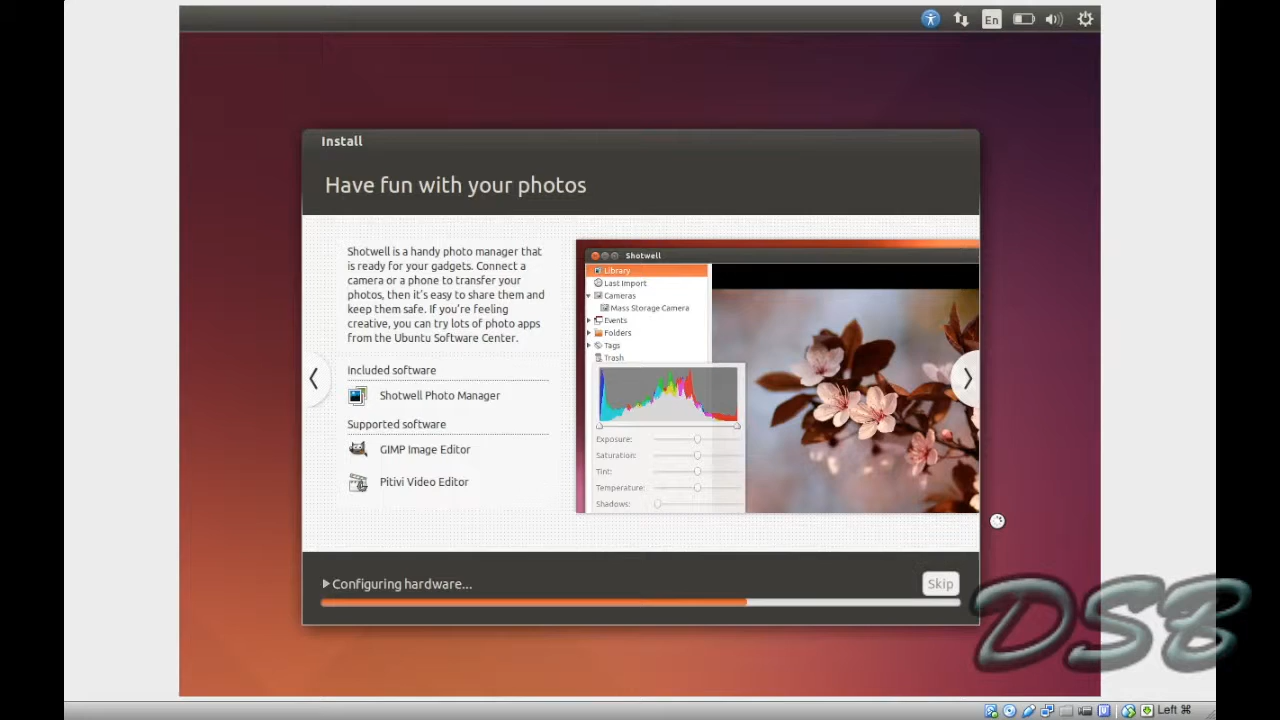 En
Install
Have fun with your photos
Shotwell is a handy photo manager that
is ready for your gadgets. Connect a
camera or a phone to transfer your
photos, then it's easy to share them and
keep them safe. If you're feeling
creative, you can try lots of photo apps
from the Ubuntu Software Center.
Included software
Shotwell Photo Manager
Supported software
GIMP Image Editor
Pitivi Video Editor
Shotwell
Library
Last Import
Cameras
Mass Storage Camera
Events
Folders
Tags
Trash
Exposure:
Saturation:
Tint:
Temperature:
Shadows:
Configuring hardware...
Skip
DSB
Left ⌘